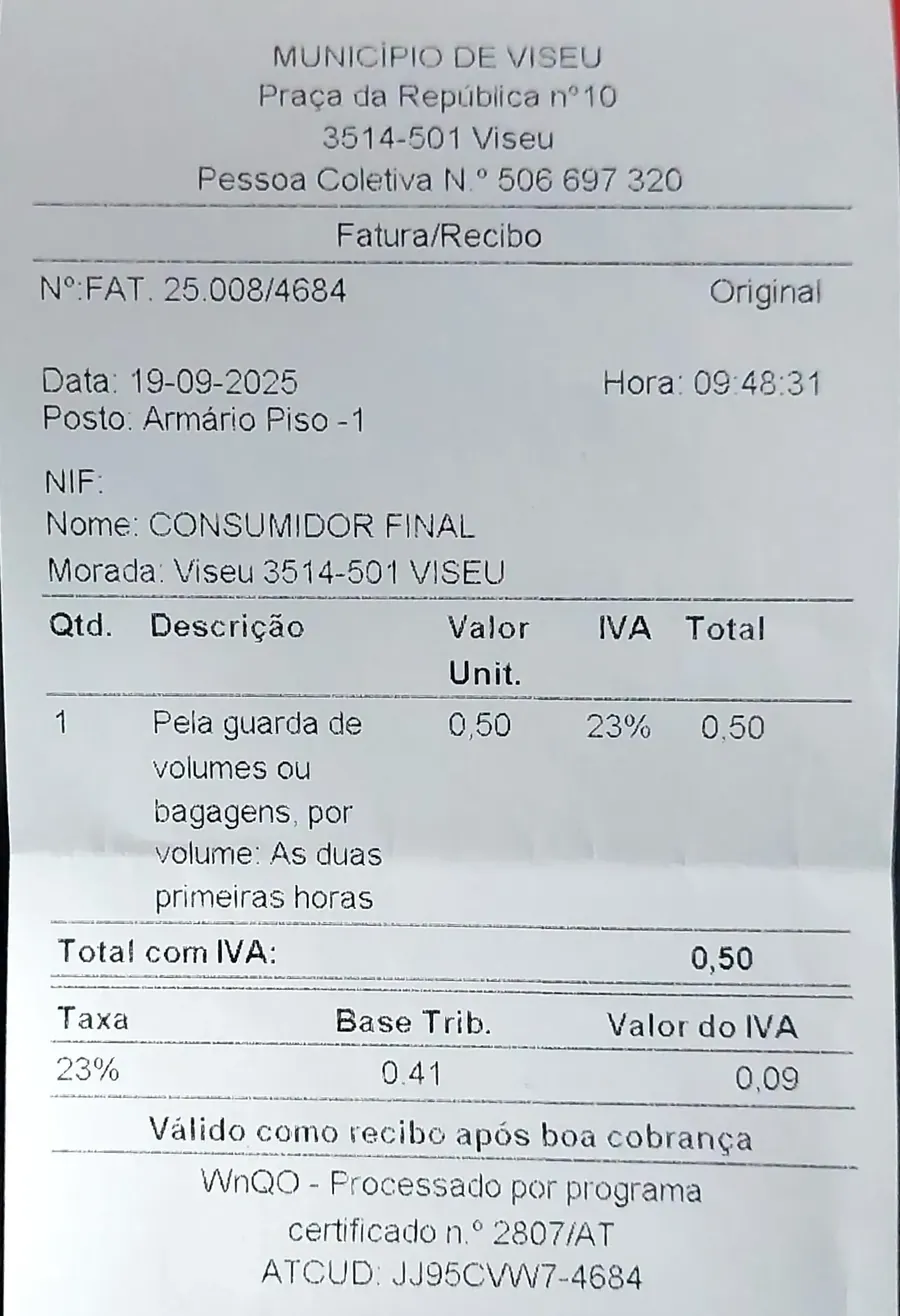 MUNICÍPIO DE VISEU
Praça da República nº10
3514-501 Viseu
Pessoa Coletiva N.º 506 697 320
Fatura/Recibo
Nº:FAT. 25.008/4684 Original
Data: 19-09-2025 Hora: 09:48:31
Posto: Armário Piso -1
NIF:
Nome: CONSUMIDOR FINAL
Morada: Viseu 3514-501 VISEU
Qtd. Descrição Valor IVA Total
Unit.
1 Pela guarda de 0,50 23% 0,50
volumes ou
bagagens, por
volume: As duas
primeiras horas
Total com IVA: 0,50
Taxa Base Trib. Valor do IVA
23% 0.41 0,09
Válido como recibo após boa cobrança
WnQO - Processado por programa
certificado n.º 2807/AT
ATCUD: JJ95CVW7-4684